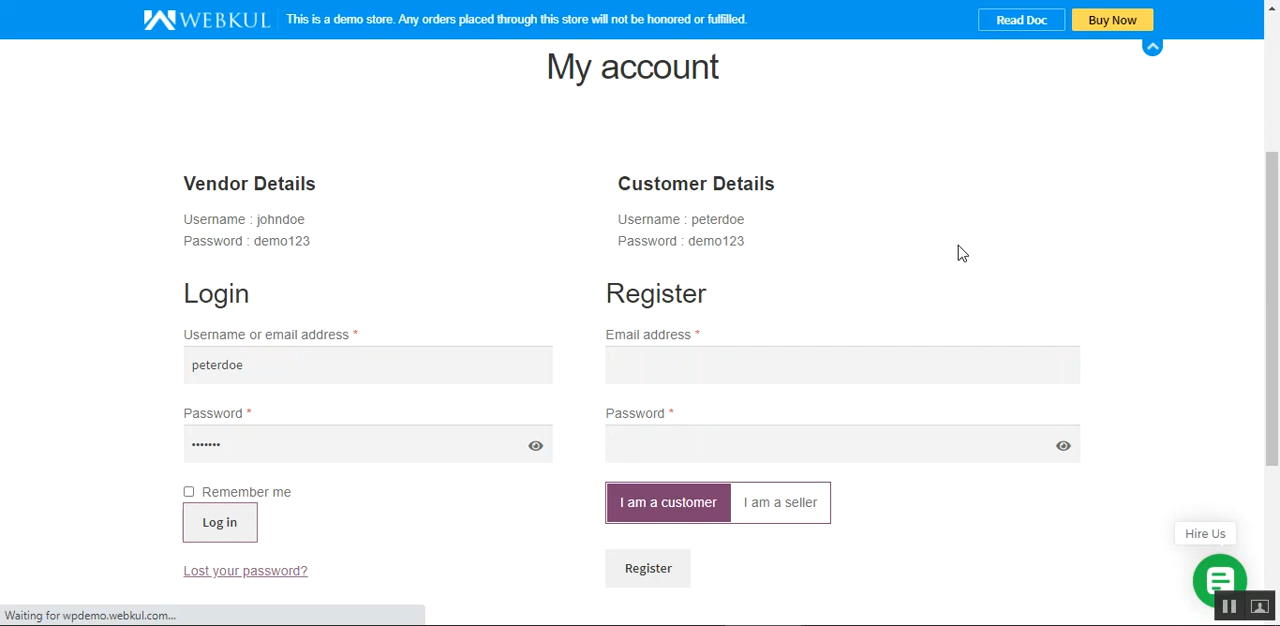 WEBKUL This is a demo store. Any orders placed through this store will not be honored or fulfilled. Read Doc Buy Now
My account
Vendor Details
Username : johndoe
Password : demo123
Customer Details
Username : peterdoe
Password : demo123
Login
Username or email address *
peterdoe
Password *
•••••••
Remember me
Log in
Lost your password?
Register
Email address *
Password *
I am a customer I am a seller
Register
Hire Us
Waiting for wpdemo.webkul.com...